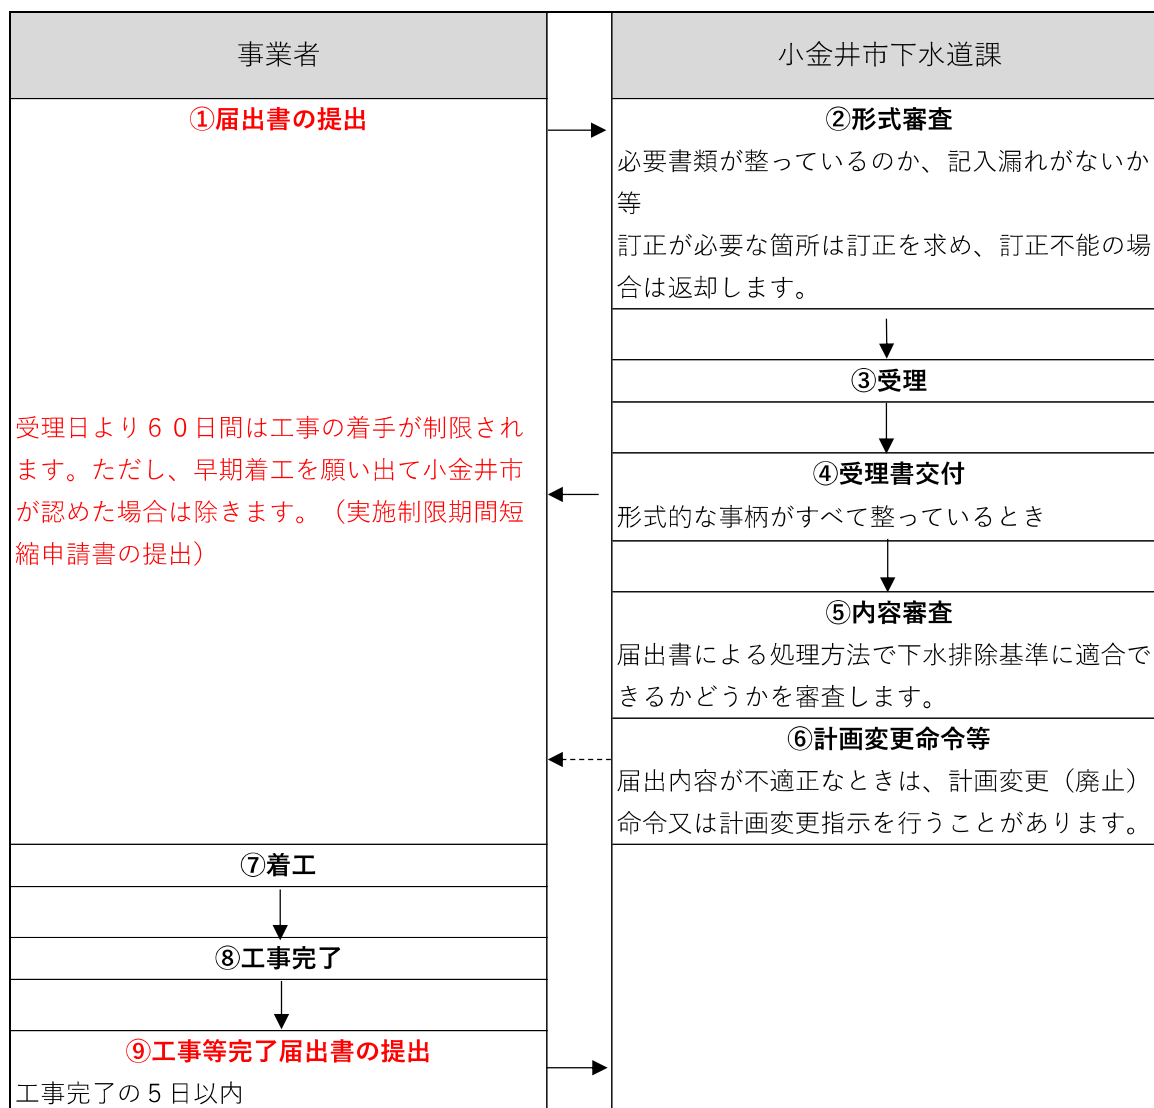 事業者
小金井市下水道課
①届出書の提出
②形式審査
必要書類が整っているのか、記入漏れがないか
等
訂正が必要な箇所は訂正を求め、訂正不能の場
合は返却します。
③受理
受理日より６０日間は工事の着手が制限され
ます。ただし、早期着工を願い出て小金井市
が認めた場合は除きます。（実施制限期間短
縮申請書の提出）
④受理書交付
形式的な事柄がすべて整っているとき
⑤内容審査
届出書による処理方法で下水排除基準に適合で
きるかどうかを審査します。
⑥計画変更命令等
届出内容が不適正なときは、計画変更（廃止）
命令又は計画変更指示を行うことがあります。
⑦着工
⑧工事完了
⑨工事等完了届出書の提出
工事完了の５日以内